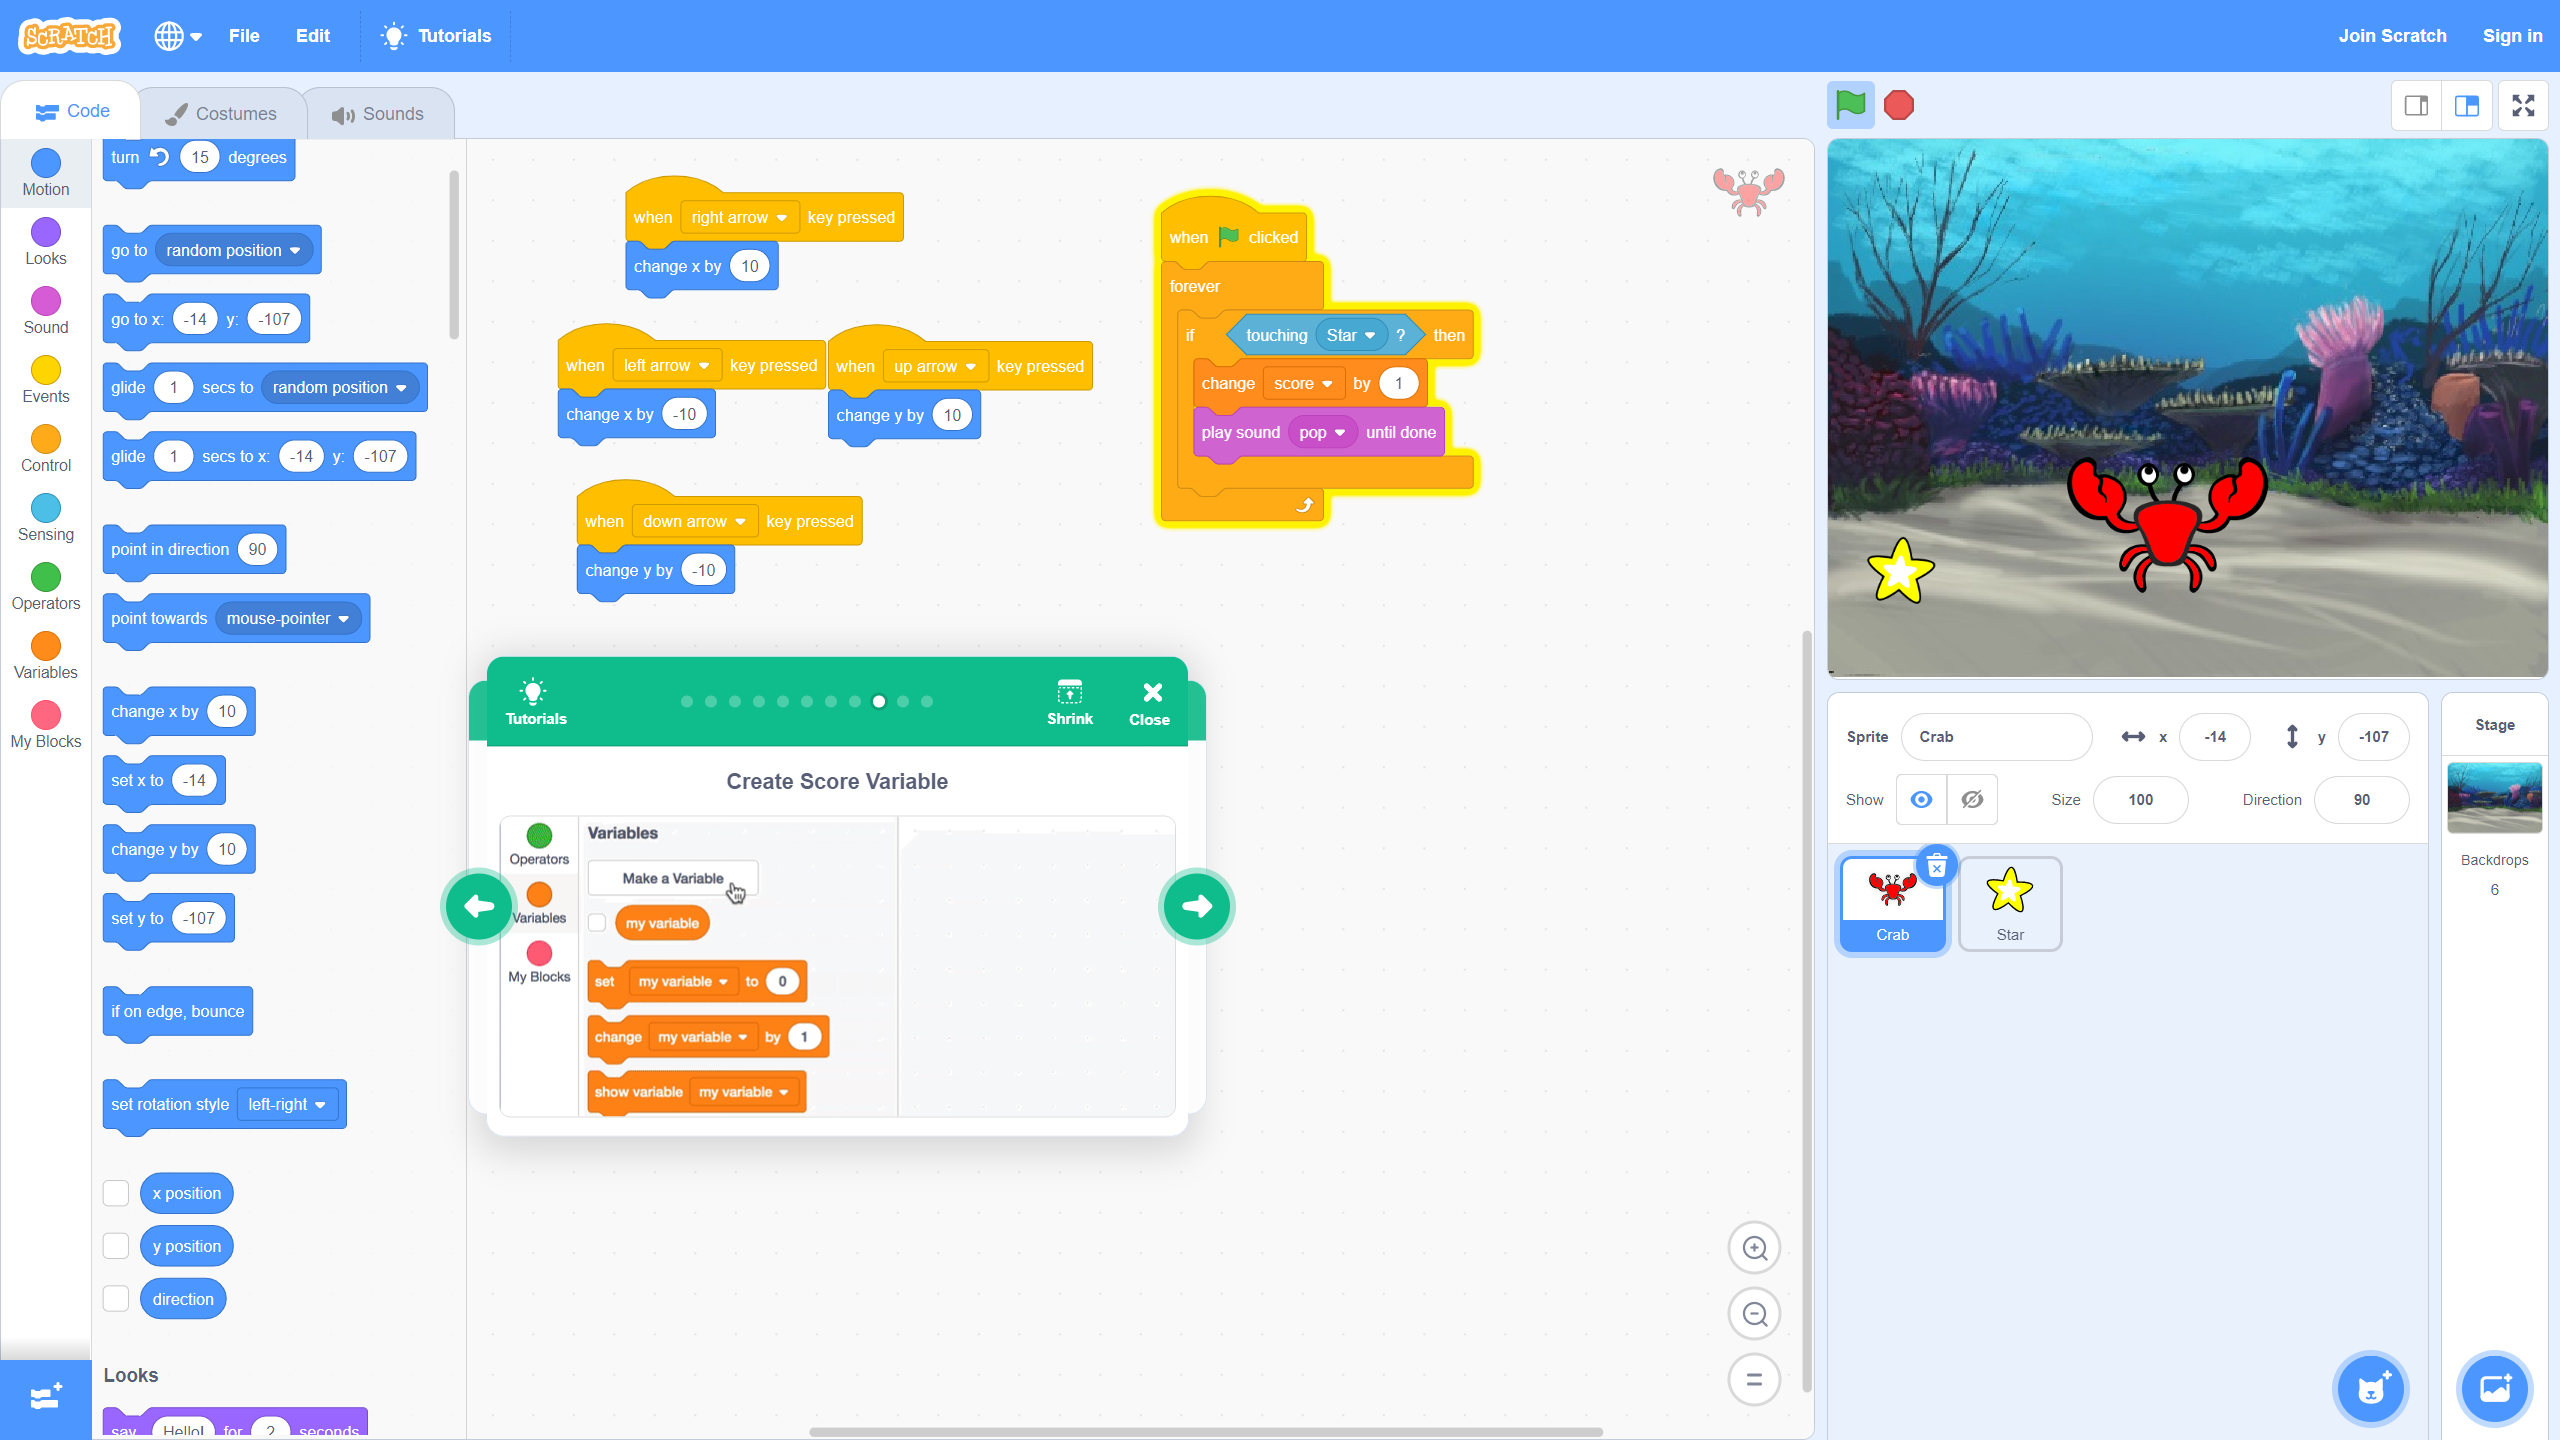 SCRATCH
File
Edit
Tutorials
Join Scratch
Sign in
Code
Costumes
Sounds
Motion
Looks
Sound
Events
Control
Sensing
Operators
Variables
My Blocks
turn 15 degrees
go to random position
go to x: -14 y: -107
glide 1 secs to random position
glide 1 secs to x: -14 y: -107
point in direction 90
point towards mouse-pointer
change x by 10
set x to -14
change y by 10
set y to -107
if on edge, bounce
set rotation style left-right
x position
y position
direction
Looks
say Hello! for 2 seconds
when right arrow key pressed
change x by 10
when left arrow key pressed
change x by -10
when up arrow key pressed
change y by 10
when down arrow key pressed
change y by -10
when clicked
forever
if touching Star ? then
change score by 1
play sound pop until done
Tutorials
Shrink
Close
Create Score Variable
Operators
Variables
My Blocks
Variables
Make a Variable
my variable
set my variable to 0
change my variable by 1
show variable my variable
Sprite Crab x -14 y -107
Show Size 100 Direction 90
Crab
Star
Stage
Backdrops
6